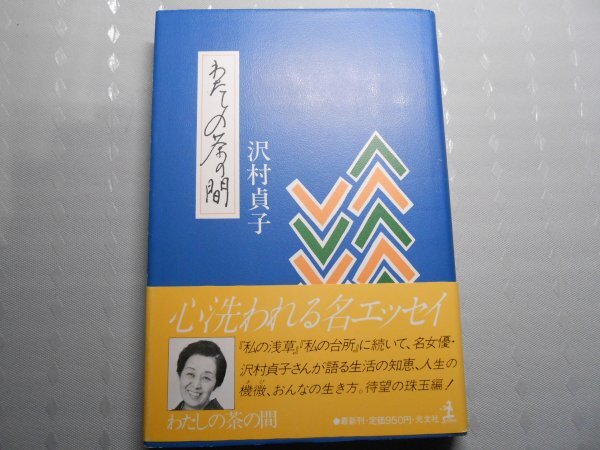 わたしの茶の間
沢村貞子
心洗われる名エッセイ
『私の浅草』『私の台所』に続いて、名女優・
沢村貞子さんが語る生活の知恵、人生の
機微、おんなの生き方。待望の珠玉編!
わたしの茶の間
●最新刊・定価950円・光文社